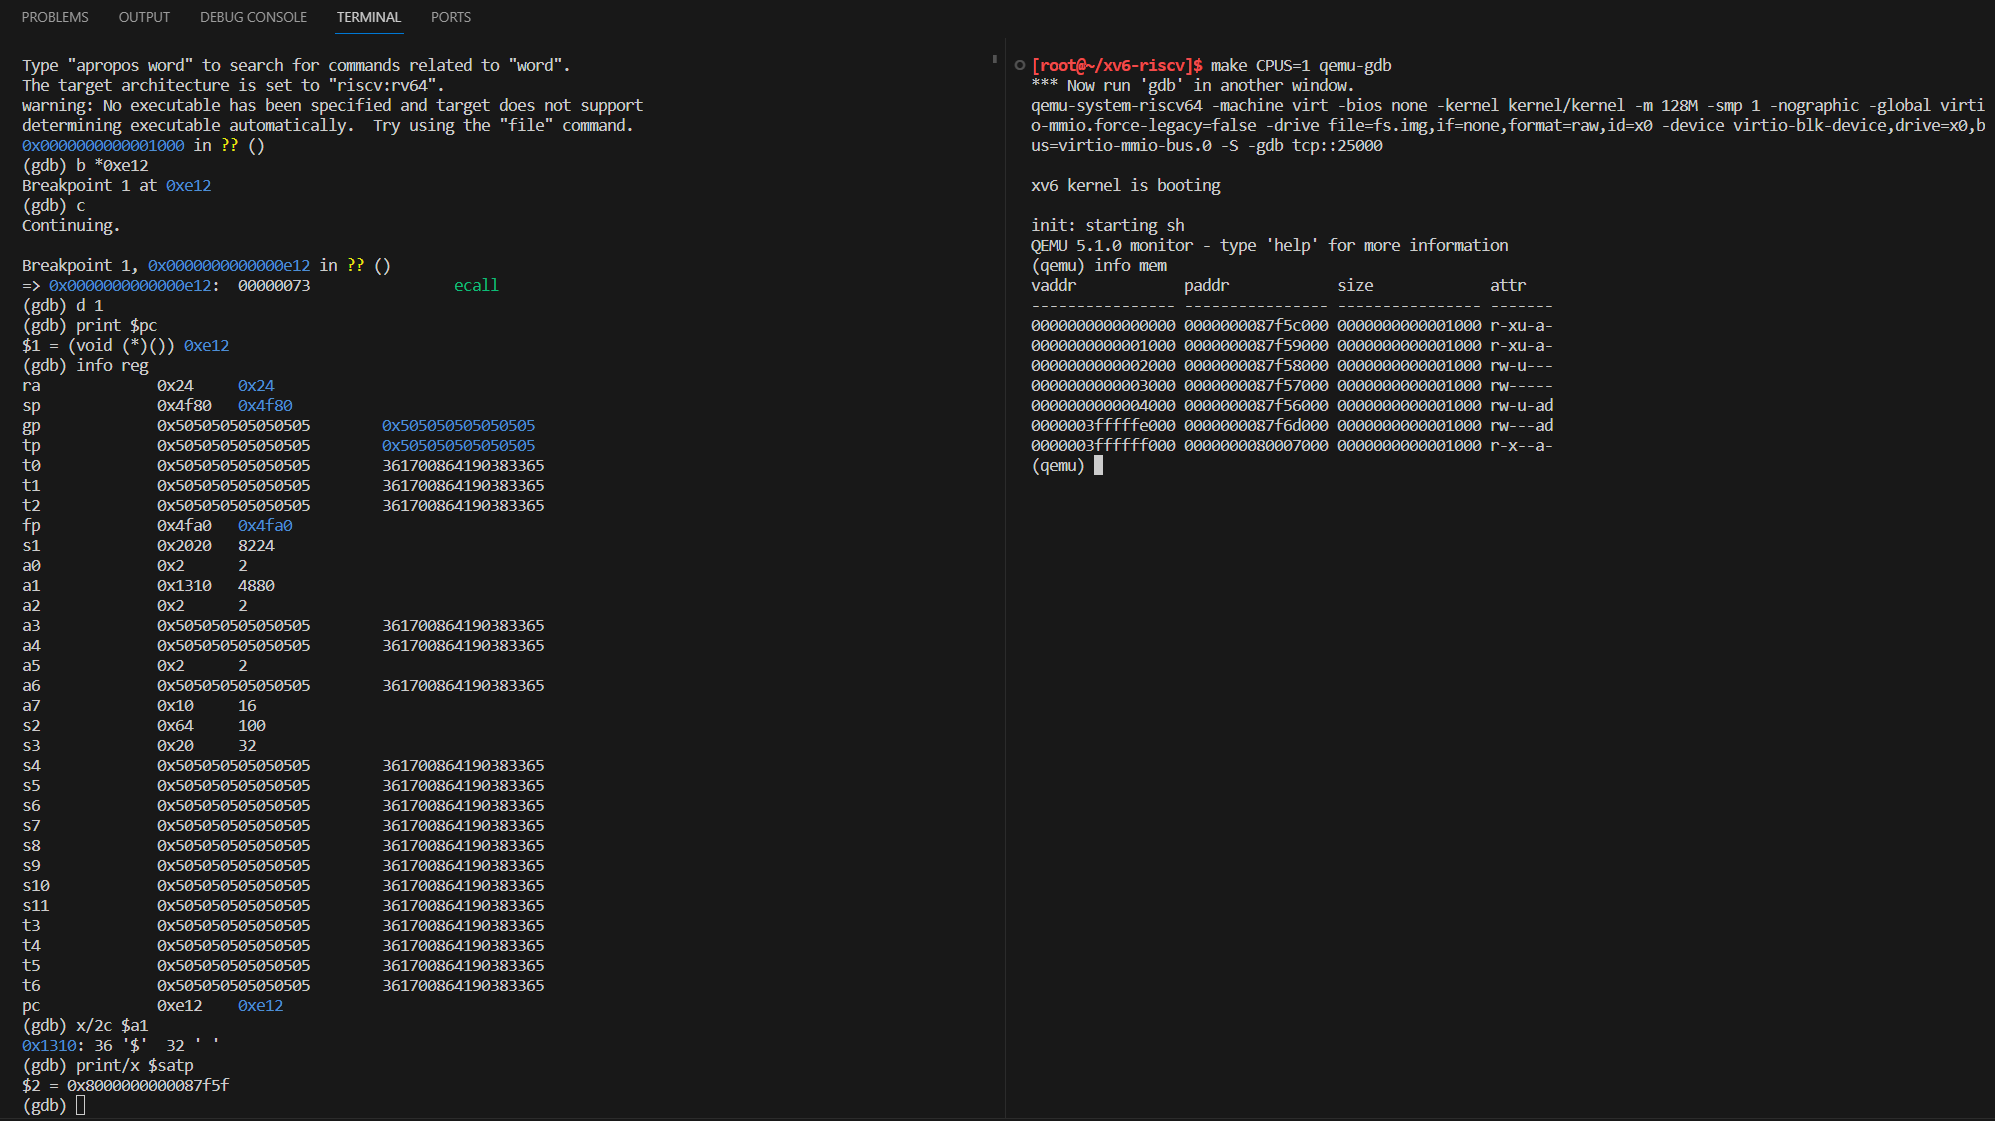 PROBLEMS OUTPUT DEBUG CONSOLE TERMINAL PORTS
Type "apropos word" to search for commands related to "word".
The target architecture is set to "riscv:rv64".
warning: No executable has been specified and target does not support
determining executable automatically.  Try using the "file" command.
0x0000000000001000 in ?? ()
(gdb) b *0xe12
Breakpoint 1 at 0xe12
(gdb) c
Continuing.
Breakpoint 1, 0x0000000000000e12 in ?? ()
=> 0x0000000000000e12:  00000073                ecall
(gdb) d 1
(gdb) print $pc
$1 = (void (*)()) 0xe12
(gdb) info reg
ra             0x24     0x24
sp             0x4f80   0x4f80
gp             0x505050505050505        0x505050505050505
tp             0x505050505050505        0x505050505050505
t0             0x505050505050505        361700864190383365
t1             0x505050505050505        361700864190383365
t2             0x505050505050505        361700864190383365
fp             0x4fa0   0x4fa0
s1             0x2020   8224
a0             0x2      2
a1             0x1310   4880
a2             0x2      2
a3             0x505050505050505        361700864190383365
a4             0x505050505050505        361700864190383365
a5             0x2      2
a6             0x505050505050505        361700864190383365
a7             0x10     16
s2             0x64     100
s3             0x20     32
s4             0x505050505050505        361700864190383365
s5             0x505050505050505        361700864190383365
s6             0x505050505050505        361700864190383365
s7             0x505050505050505        361700864190383365
s8             0x505050505050505        361700864190383365
s9             0x505050505050505        361700864190383365
s10            0x505050505050505        361700864190383365
s11            0x505050505050505        361700864190383365
t3             0x505050505050505        361700864190383365
t4             0x505050505050505        361700864190383365
t5             0x505050505050505        361700864190383365
t6             0x505050505050505        361700864190383365
pc             0xe12    0xe12
(gdb) x/2c $a1
0x1310: 36 '$'  32 ' '
(gdb) print/x $satp
$2 = 0x8000000000087f5f
(gdb)
[root@~/xv6-riscv]$ make CPUS=1 qemu-gdb
*** Now run 'gdb' in another window.
qemu-system-riscv64 -machine virt -bios none -kernel kernel/kernel -m 128M -smp 1 -nographic -global virti
o-mmio.force-legacy=false -drive file=fs.img,if=none,format=raw,id=x0 -device virtio-blk-device,drive=x0,b
us=virtio-mmio-bus.0 -S -gdb tcp::25000
xv6 kernel is booting
init: starting sh
QEMU 5.1.0 monitor - type 'help' for more information
(qemu) info mem
vaddr            paddr            size             attr
---------------- ---------------- ---------------- -------
0000000000000000 0000000087f5c000 0000000000001000 r-xu-a-
0000000000001000 0000000087f59000 0000000000001000 r-xu-a-
0000000000002000 0000000087f58000 0000000000001000 rw-u---
0000000000003000 0000000087f57000 0000000000001000 rw-----
0000000000004000 0000000087f56000 0000000000001000 rw-u-ad
0000003fffffe000 0000000087f6d000 0000000000001000 rw---ad
0000003ffffff000 0000000080007000 0000000000001000 r-x--a-
(qemu)